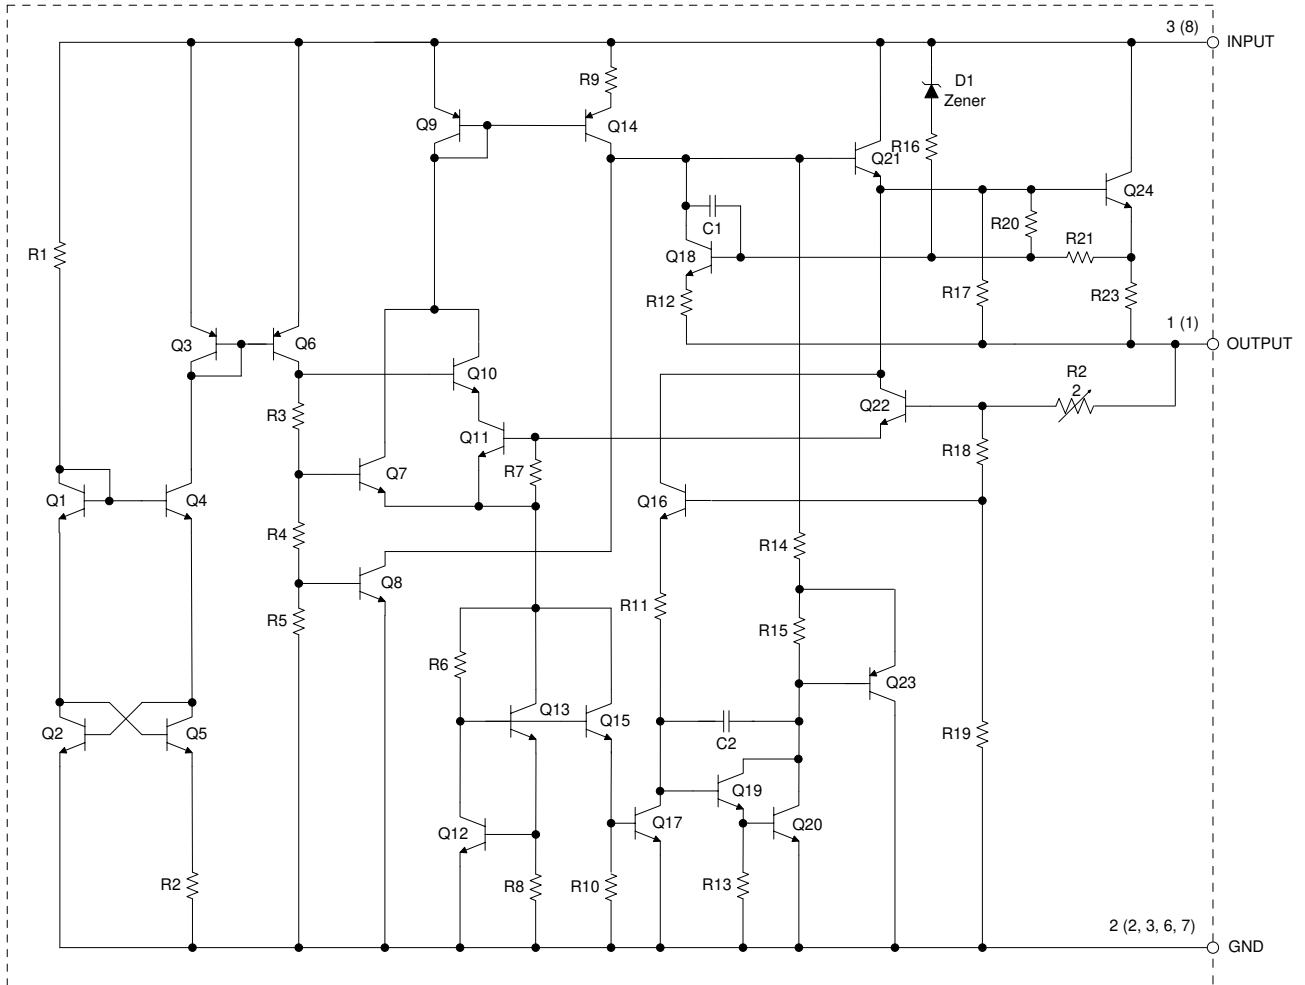 3 (8)
INPUT
R9
D1
Zener
Q9
Q14
R16
Q21
Q24
R20
C1
R21
R1
Q18
R12
R17
R23
1 (1)
OUTPUT
Q3
Q6
Q10
R2
2
R3
Q22
Q11
R18
R7
Q7
Q1
Q4
Q16
R4
R14
Q8
R11
R5
R15
R6
Q23
Q13
Q15
Q2
Q5
R19
C2
Q19
Q12
Q17
Q20
R2
R8
R10
R13
2 (2, 3, 6, 7)
GND